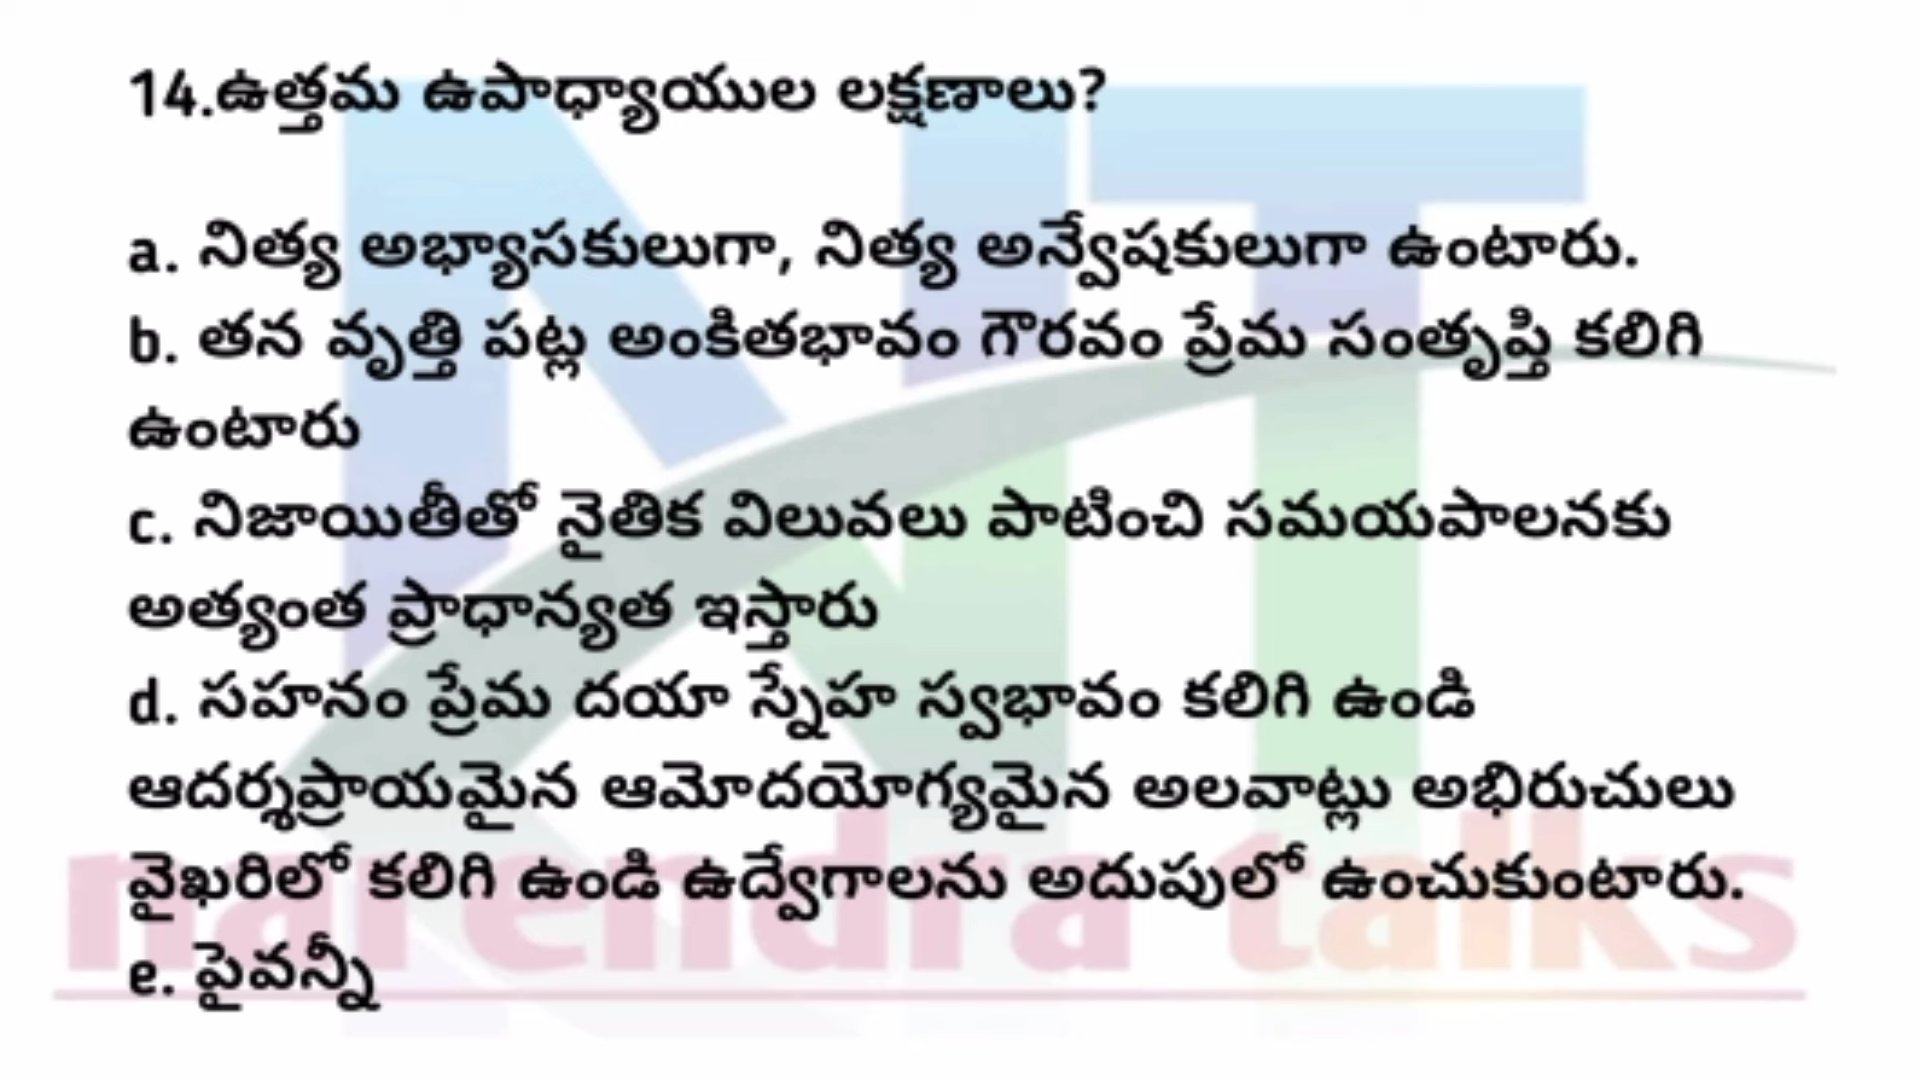 14.ఉత్తమ ఉపాధ్యాయుల లక్షణాలు?
a. నిత్య అభ్యాసకులుగా, నిత్య అన్వేషకులుగా ఉంటారు.
b. తన వృత్తి పట్ల అంకితభావం గౌరవం ప్రేమ సంతృప్తి కలిగి
ఉంటారు
c. నిజాయితీతో నైతిక విలువలు పాటించి సమయపాలనకు
అత్యంత ప్రాధాన్యత ఇస్తారు
d. సహనం ప్రేమ దయా స్నేహ స్వభావం కలిగి ఉండి
ఆదర్శప్రాయమైన ఆమోదయోగ్యమైన అలవాట్లు అభిరుచులు
వైఖరిలో కలిగి ఉండి ఉద్వేగాలను అదుపులో ఉంచుకుంటారు.
e. పైవన్నీ
NT
narendra talks